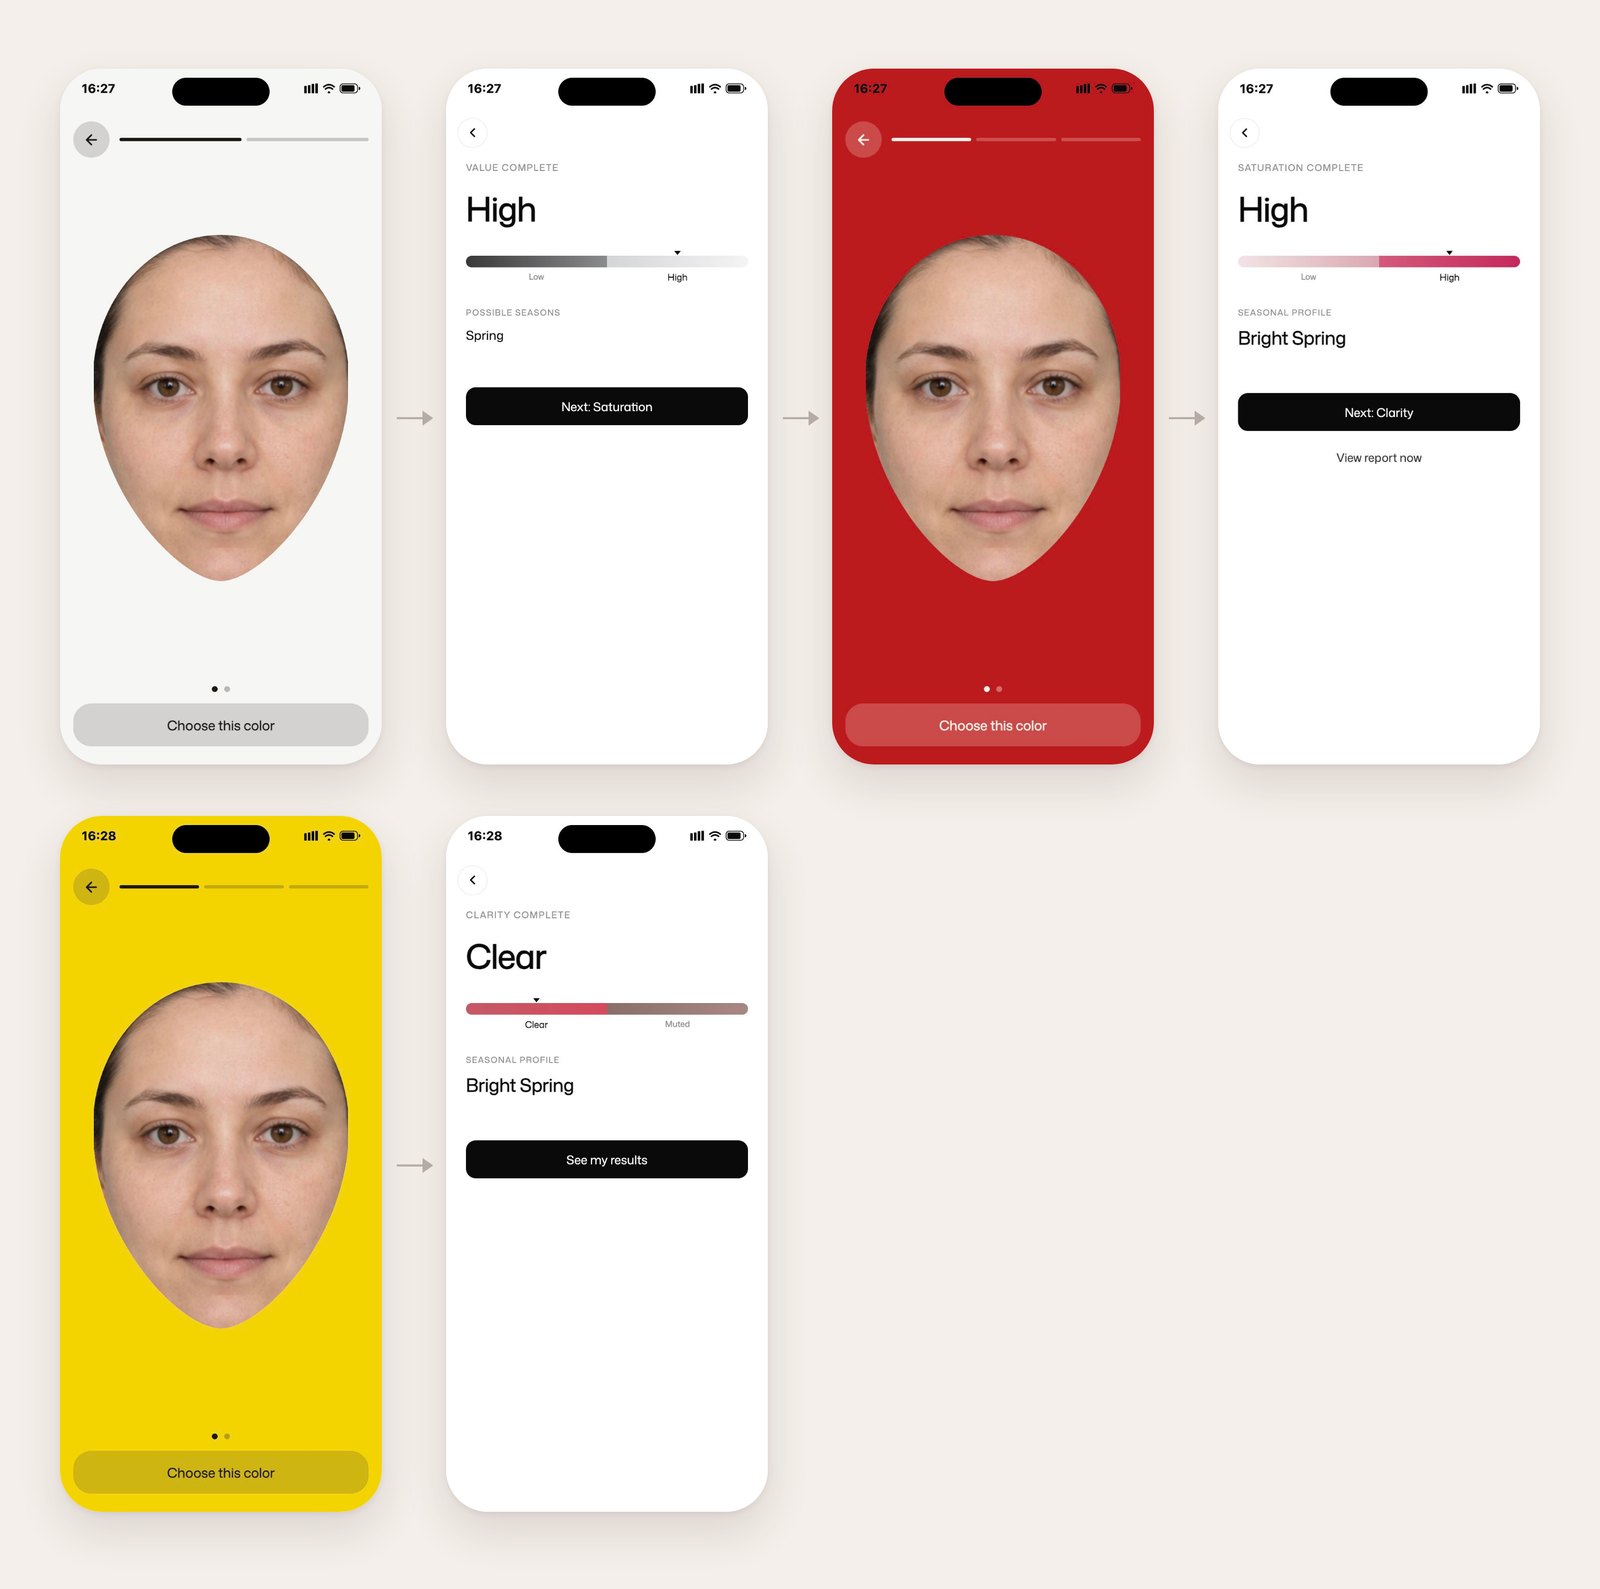 16:27
Choose this color
16:27
VALUE COMPLETE
High
Low
High
POSSIBLE SEASONS
Spring
Next: Saturation
16:27
Choose this color
16:27
SATURATION COMPLETE
High
Low
High
SEASONAL PROFILE
Bright Spring
Next: Clarity
View report now
16:28
Choose this color
16:28
CLARITY COMPLETE
Clear
Clear
Muted
SEASONAL PROFILE
Bright Spring
See my results